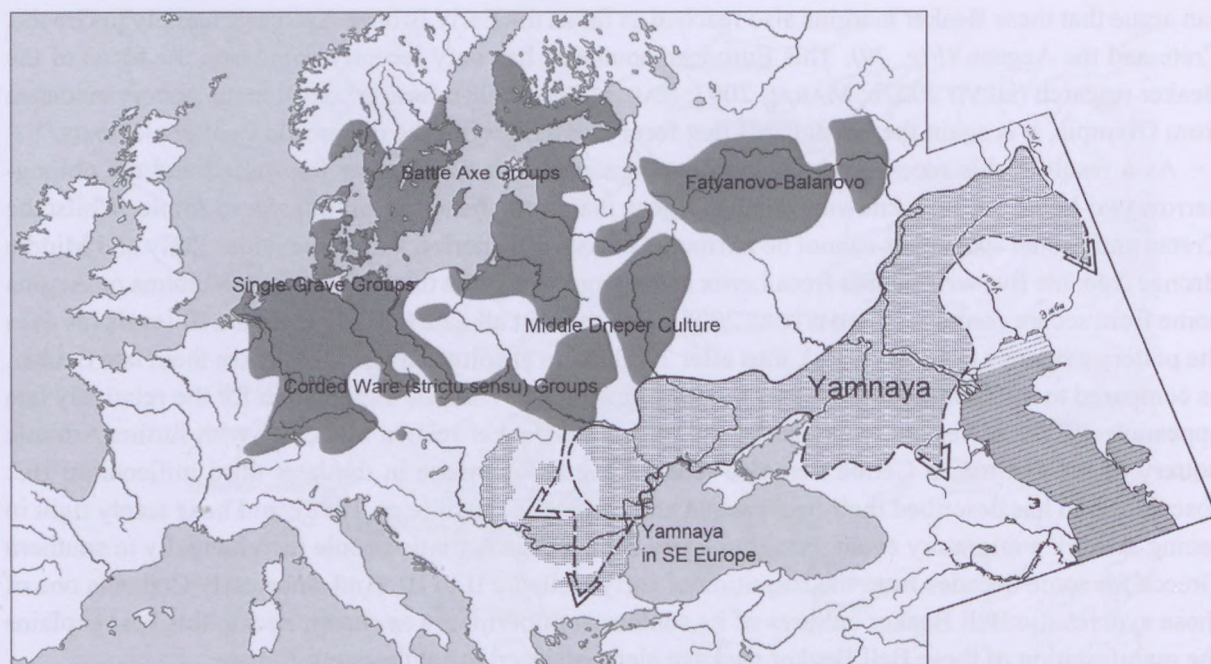 Battle Axe Groups
Fatyanovo-Balanovo
Single Grave Groups
Middle Dneper Culture
Corded Ware (strictu sensu) Groups
Yamnaya
Yamnaya
in SE Europe